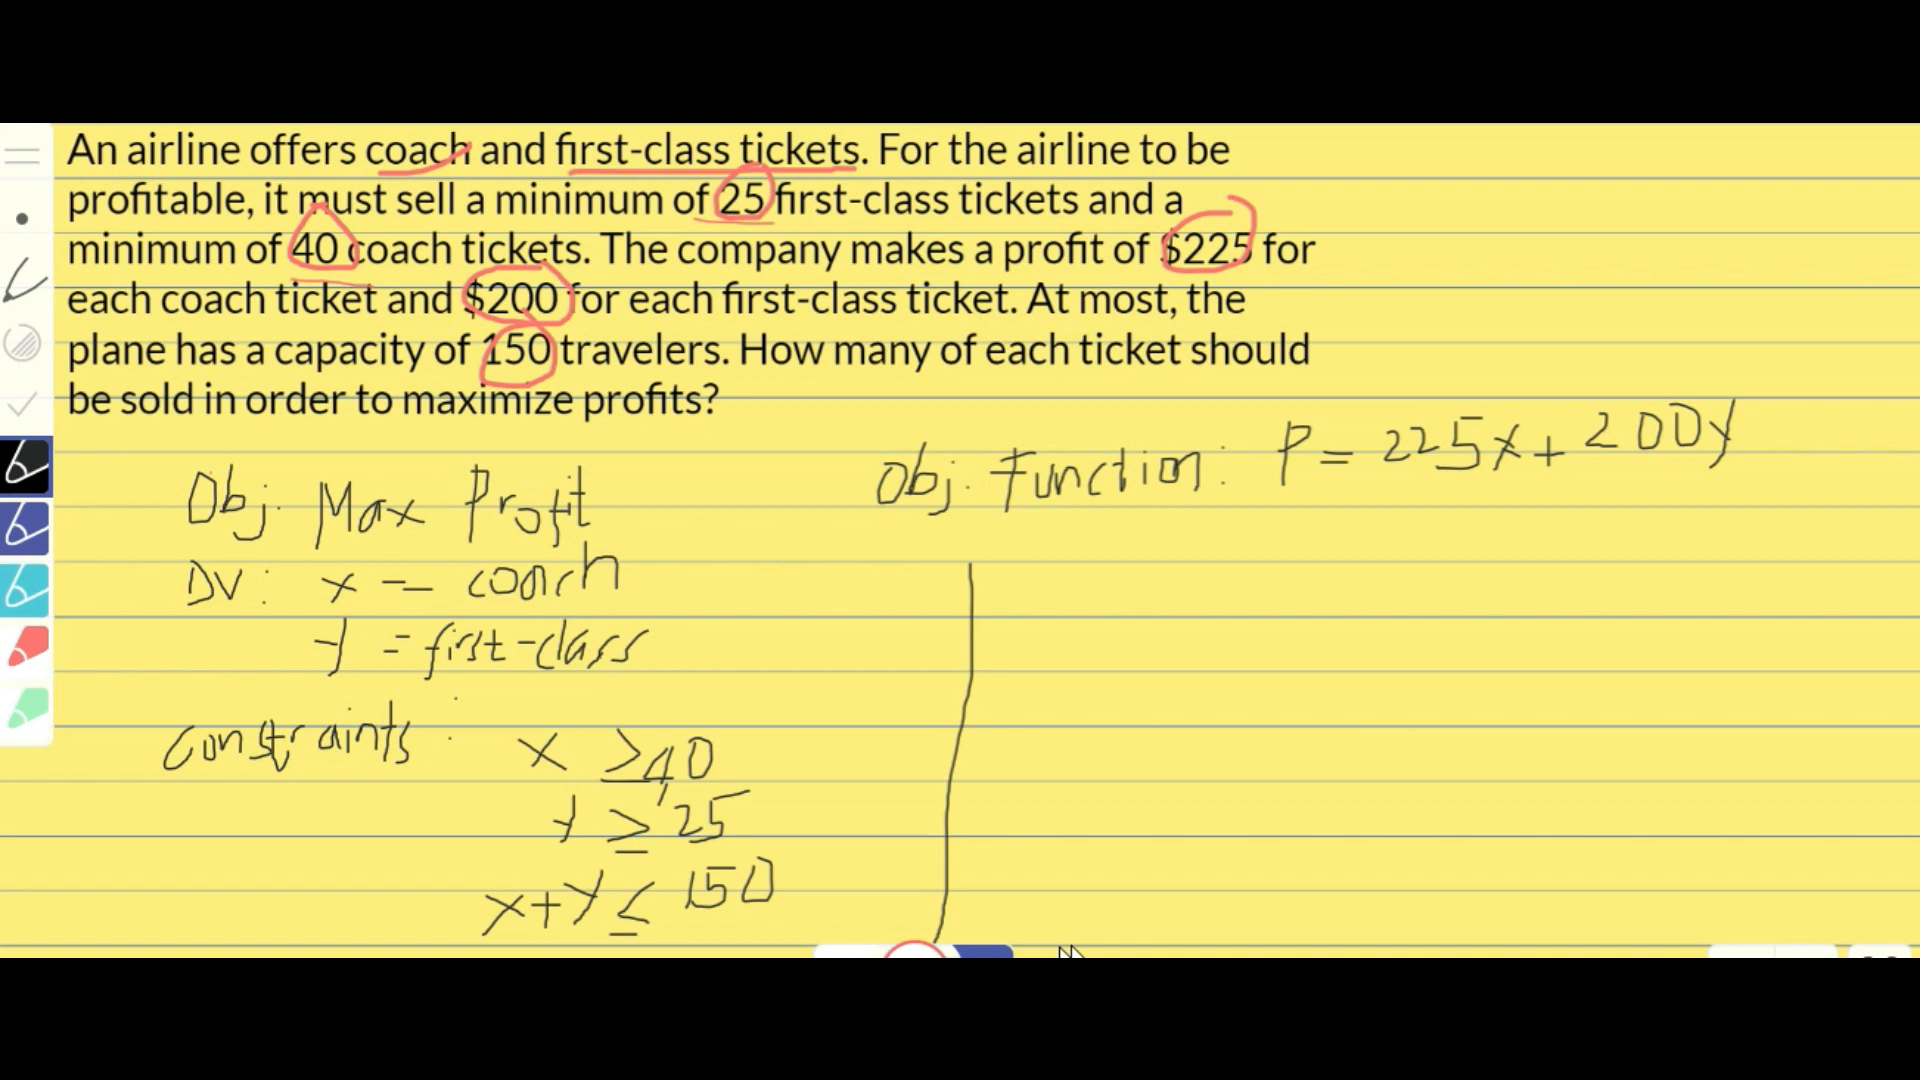 An airline offers coach and first-class tickets. For the airline to be
profitable, it must sell a minimum of 25 first-class tickets and a
minimum of 40 coach tickets. The company makes a profit of $225 for
each coach ticket and $200 for each first-class ticket. At most, the
plane has a capacity of 150 travelers. How many of each ticket should
be sold in order to maximize profits?
Obj. Function: P = 225x + 200y
Obj. Max Profit
DV: x = coach
y = first-class
Constraints: x ≥ 40
y ≥ 25
x+y ≤ 150